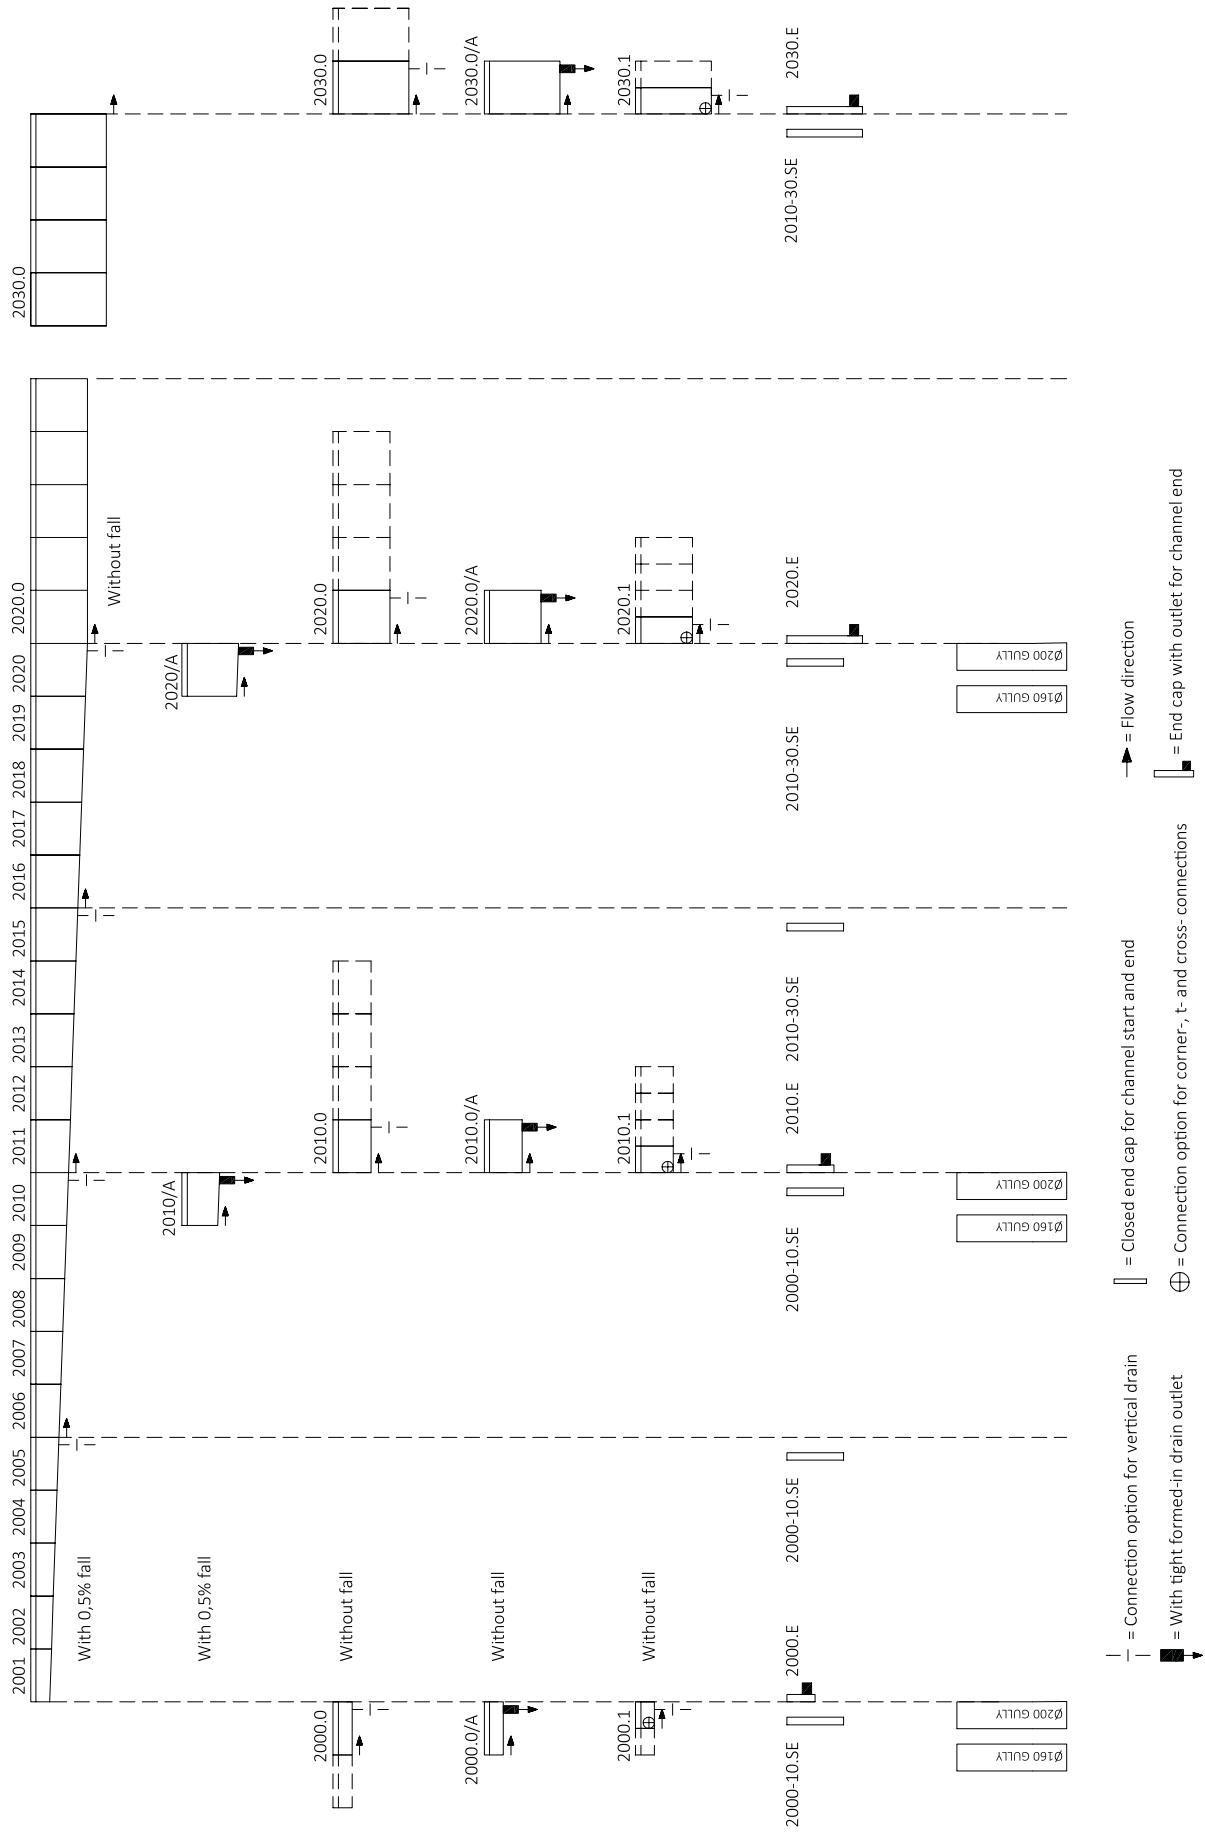 2001 2002 2003 2004 2005 2006 2007 2008 2009 2010 2011 2012 2013 2014 2015 2016 2017 2018 2019 2020 2020.0 2030.0
With 0,5% fall
Without fall
With 0,5% fall
2010/A
2020/A
2000.0
Without fall
2010.0
2020.0
2030.0
2000.0/A
Without fall
2010.0/A
2020.0/A
2030.0/A
2000.1
Without fall
2010.1
2020.1
2030.1
2000-10.SE
2000.E
2000-10.SE
2000-10.SE
2010.E
2010-30.SE
2010-30.SE
2020.E
2010-30.SE
2030.E
Ø160 GULLY
Ø200 GULLY
Ø160 GULLY
Ø200 GULLY
Ø160 GULLY
Ø200 GULLY
= Connection option for vertical drain
= Closed end cap for channel start and end
= Flow direction
= With tight formed-in drain outlet
= Connection option for corner-, t- and cross- connections
= End cap with outlet for channel end